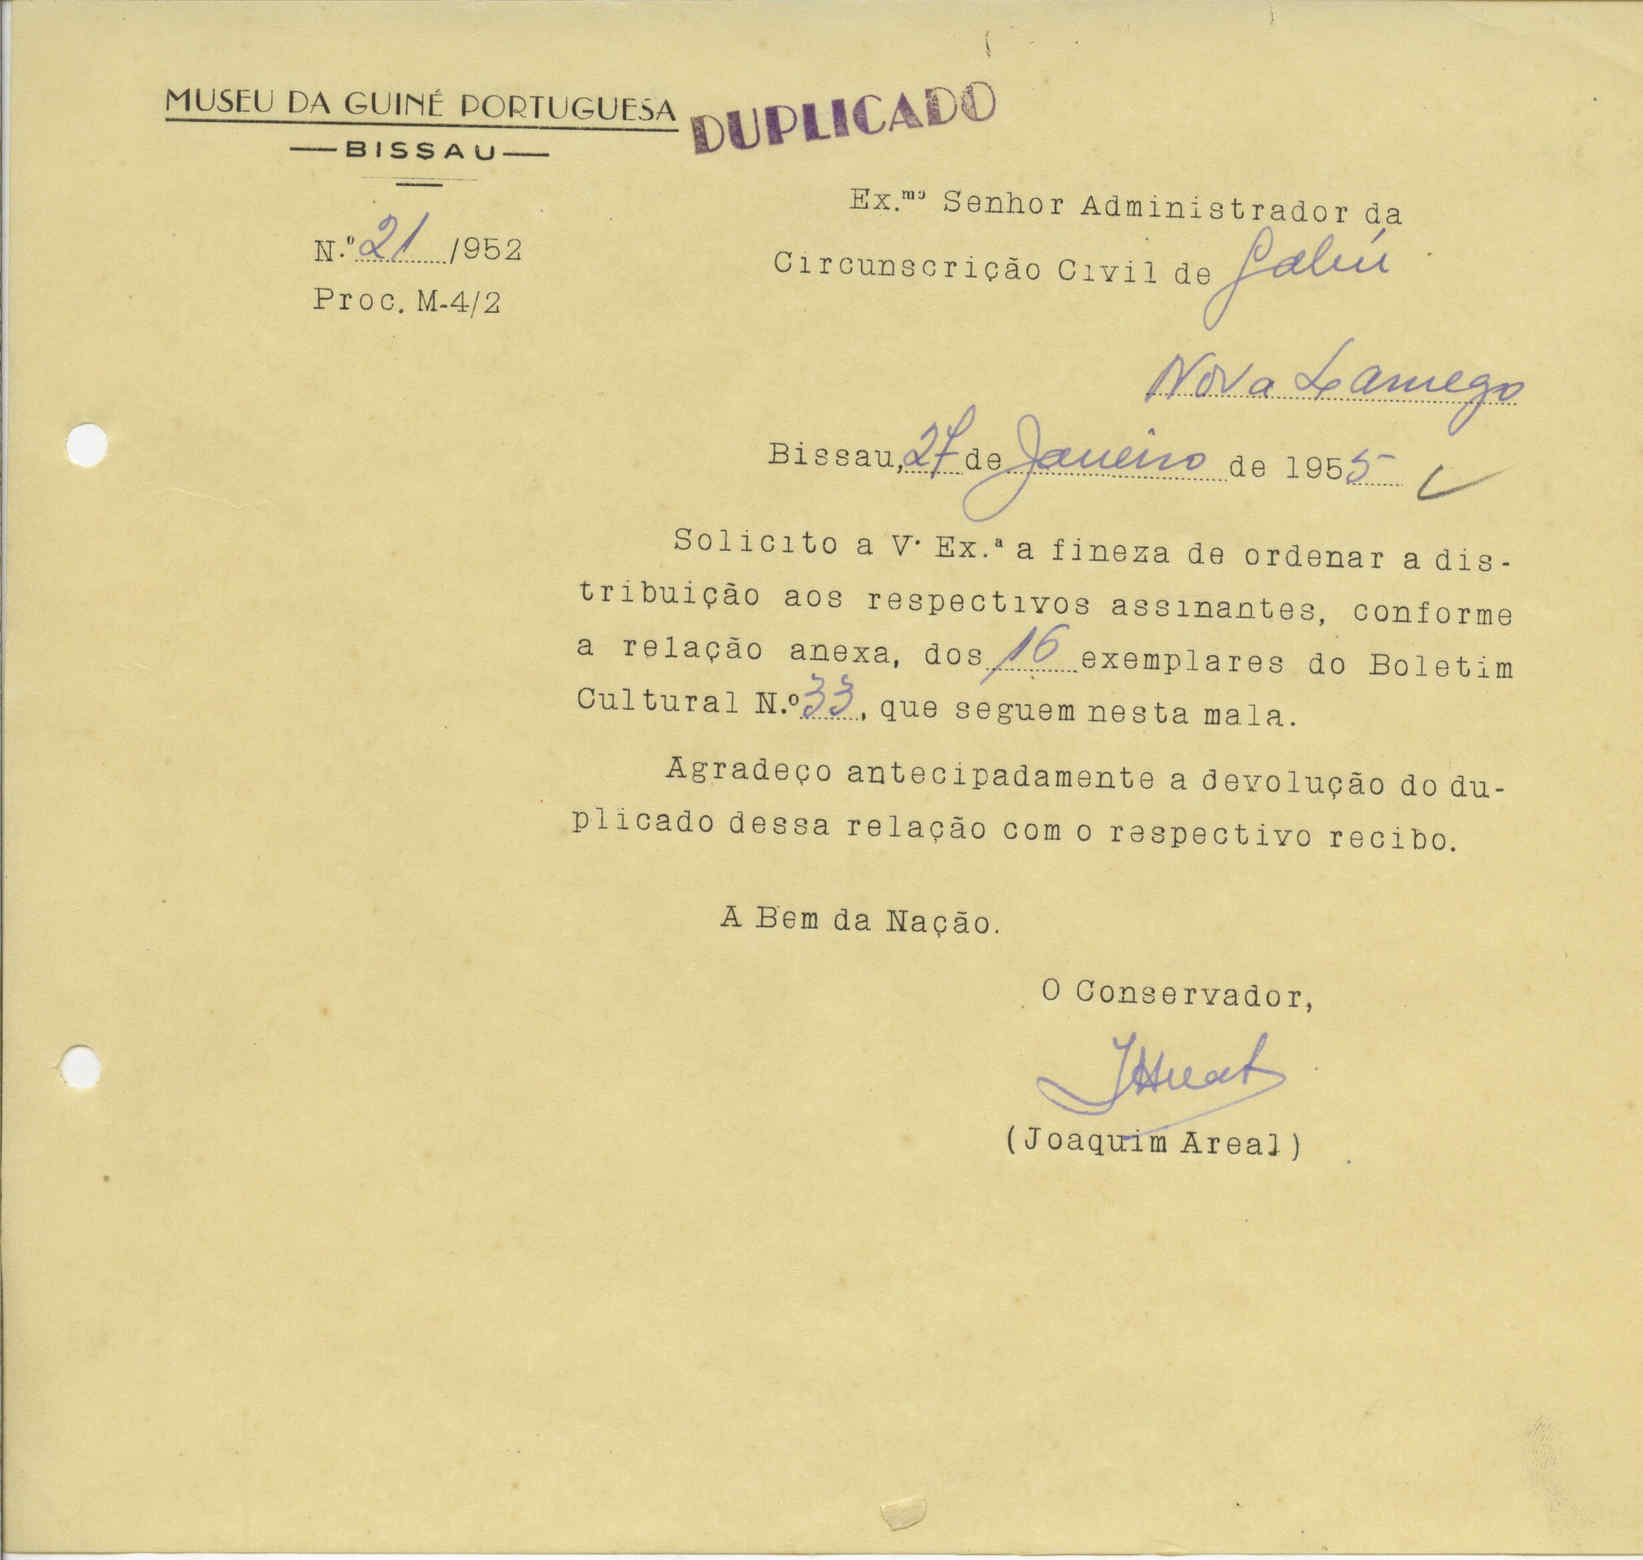 MUSEU DA GUINÉ PORTUGUESA
BISSAU
DUPLICADO
N.º 21 /952
Proc. M-4/2
Ex.mo Senhor Administrador da
Circunscrição Civil de Gabú
Nova Lamego
Bissau, 27 de Janeiro de 1955
Solicito a V. Ex.ª a fineza de ordenar a dis-
tribuição aos respectivos assinantes, conforme
a relação anexa, dos 16 exemplares do Boletim
Cultural N.º 33, que seguem nesta mala.
Agradeço antecipadamente a devolução do du-
plicado dessa relação com o respectivo recibo.
A Bem da Nação.
O Conservador,
(Joaquim Areal)